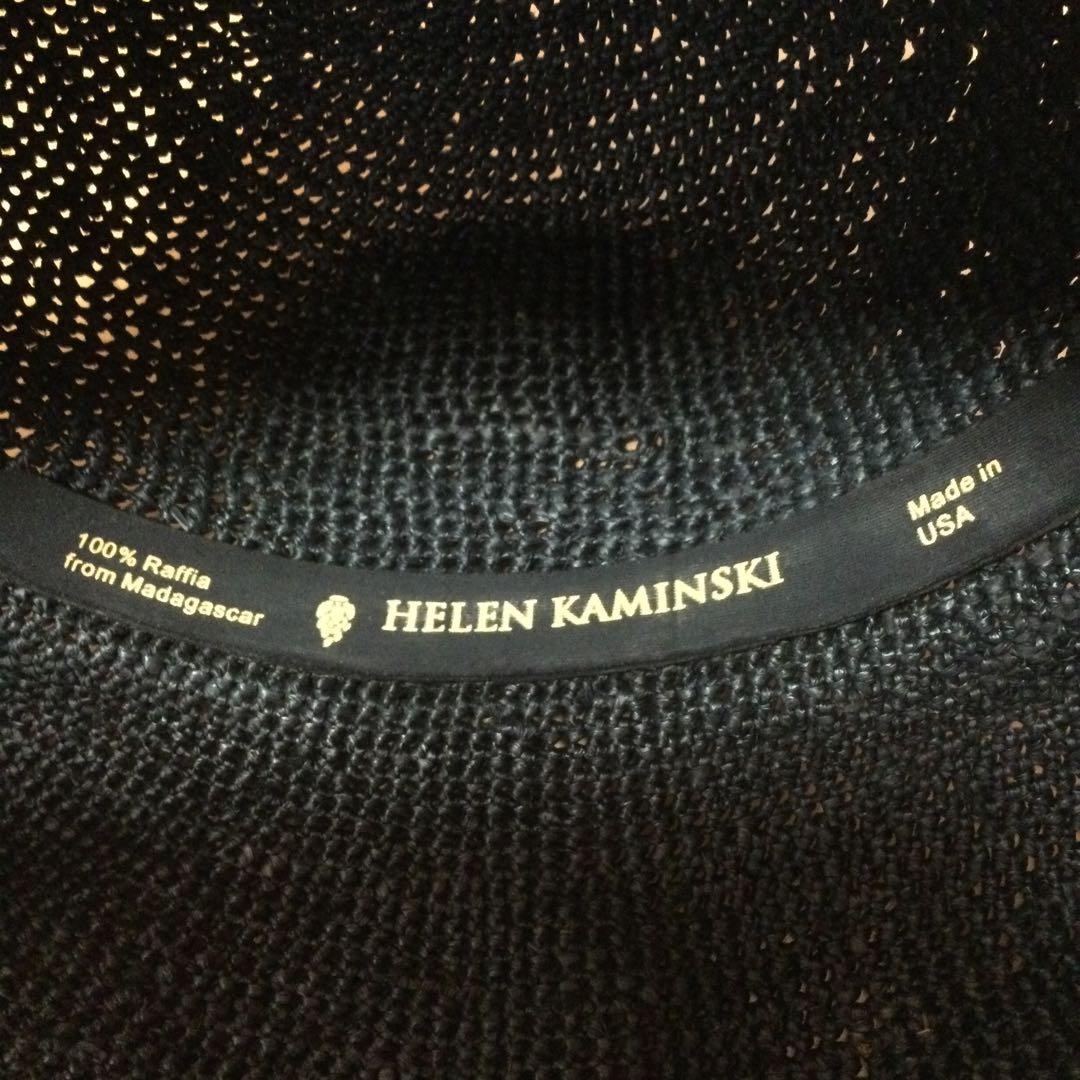 100% Raffia
from Madagascar
HELEN KAMINSKI
Made in
USA